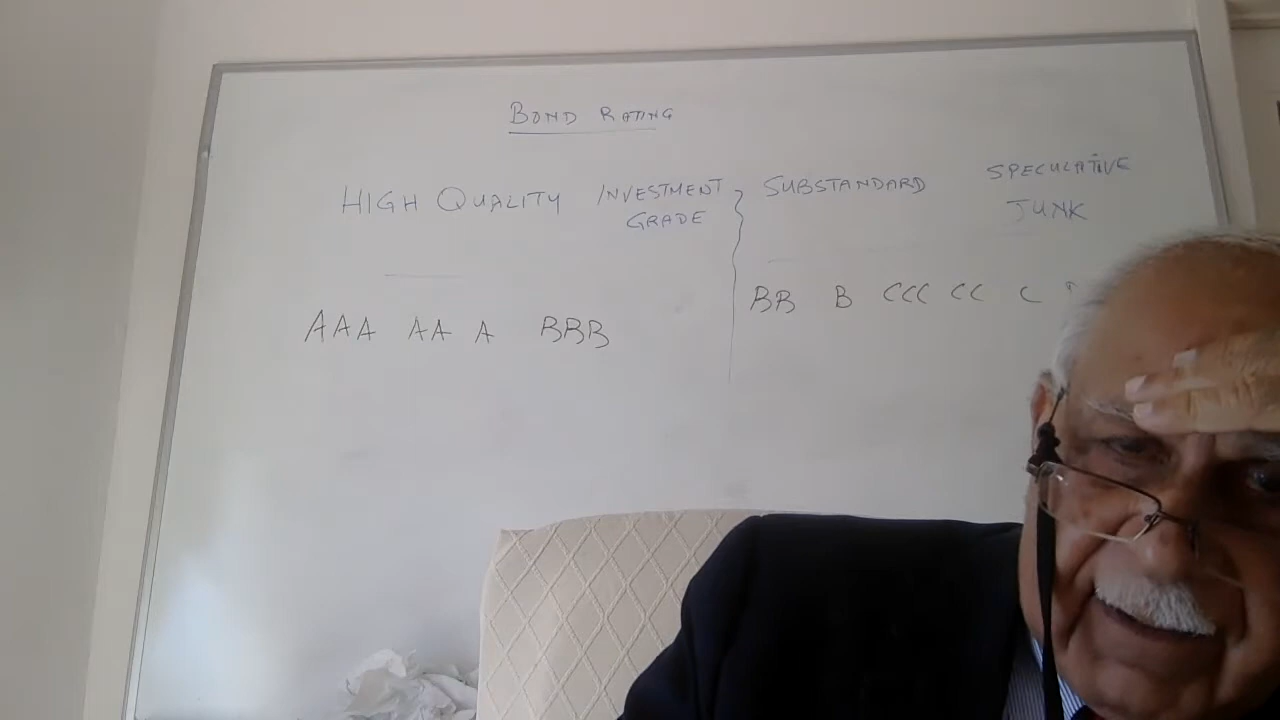 BOND RATING
HIGH QUALITY INVESTMENT GRADE
SUBSTANDARD
SPECULATIVE JUNK
AAA AA A BBB
BB B CCC CC C